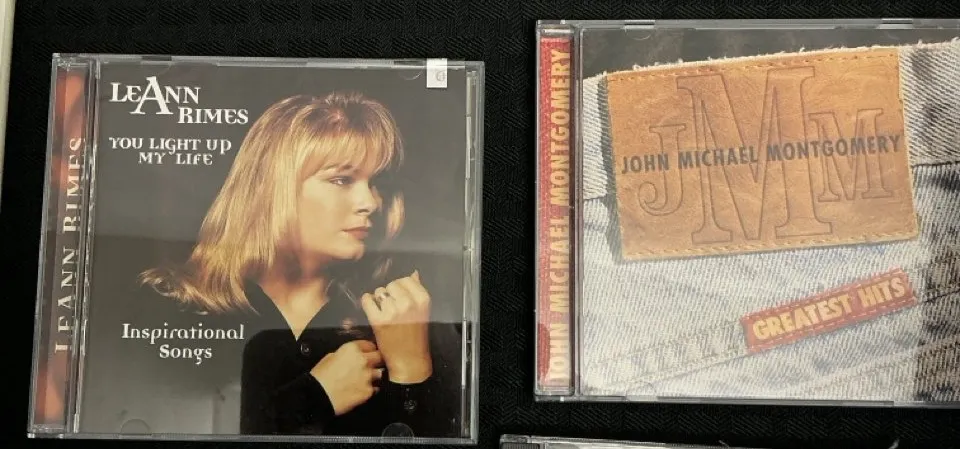 LEANN RIMES
LEANN
RIMES
YOU LIGHT UP
MY LIFE
Inspirational
Songs
JOHN MICHAEL MONTGOMERY
JMM
JOHN MICHAEL MONTGOMERY
GREATEST HITS